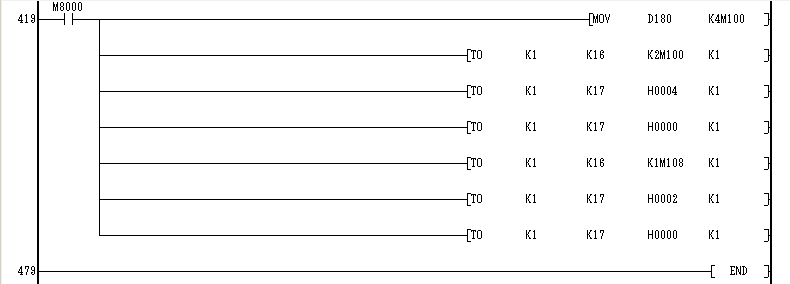 M8000
419 [MOV D180 K4M100 ]
[TO K1 K16 K2M100 K1 ]
[TO K1 K17 H0004 K1 ]
[TO K1 K17 H0000 K1 ]
[TO K1 K16 K1M108 K1 ]
[TO K1 K17 H0002 K1 ]
[TO K1 K17 H0000 K1 ]
479 [ END ]